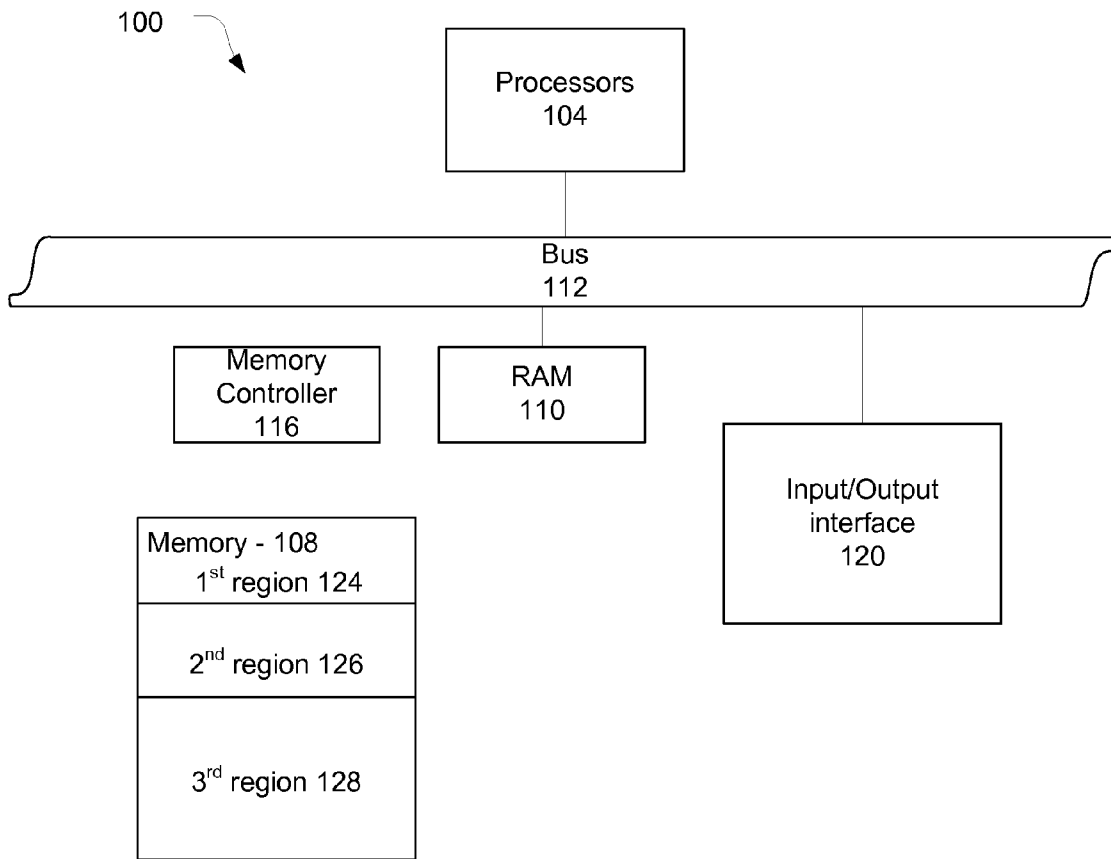 100
Processors
104
Bus
112
Memory
Controller
116
RAM
110
Input/Output
interface
120
Memory - 108
1st region 124
2nd region 126
3rd region 128